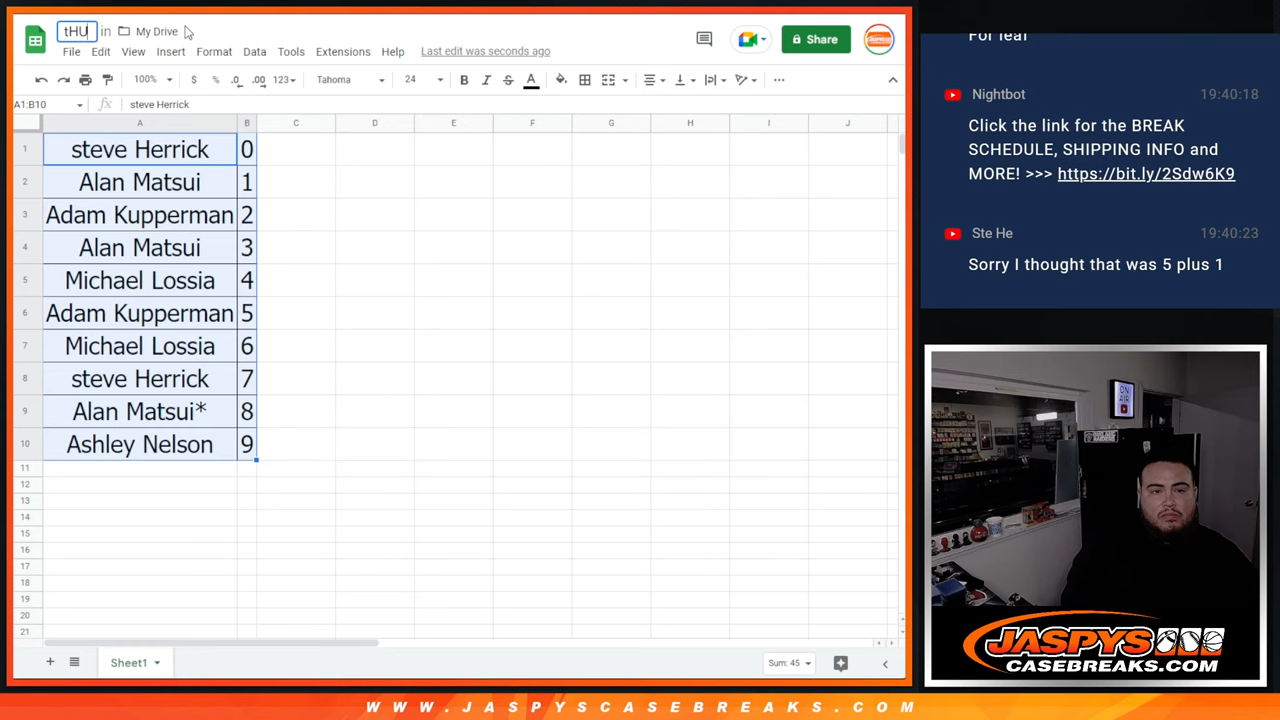 tHU in My Drive
File Edit View Insert Format Data Tools Extensions Help Last edit was seconds ago
Share
100% $ % .0 .00 123 Tahoma 24 B I S A
A1:B10 fx steve Herrick
A B C D E F G H I J
1 steve Herrick 0
2 Alan Matsui 1
3 Adam Kupperman 2
4 Alan Matsui 3
5 Michael Lossia 4
6 Adam Kupperman 5
7 Michael Lossia 6
8 steve Herrick 7
9 Alan Matsui* 8
10 Ashley Nelson 9
11
12
13
14
15
16
17
18
19
20
21
Sheet1
Sum: 45
For leaf
Nightbot 19:40:18
Click the link for the BREAK
SCHEDULE, SHIPPING INFO and
MORE! >>> https://bit.ly/2Sdw6K9
Ste He 19:40:23
Sorry I thought that was 5 plus 1
ON
AIR
JASPYS
CASEBREAKS.COM
WWW.JASPYSCASEBREAKS.COM